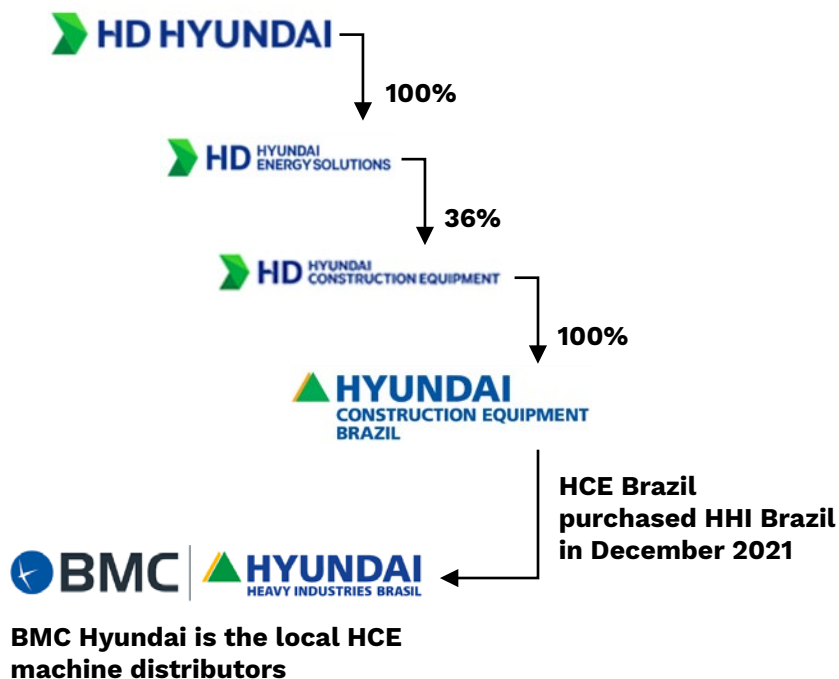 HD HYUNDAI
100%
HD HYUNDAI
ENERGY SOLUTIONS
36%
HD HYUNDAI
CONSTRUCTION EQUIPMENT
100%
HYUNDAI
CONSTRUCTION EQUIPMENT
BRAZIL
HCE Brazil
purchased HHI Brazil
in December 2021
BMC HYUNDAI
HEAVY INDUSTRIES BRASIL
BMC Hyundai is the local HCE
machine distributors